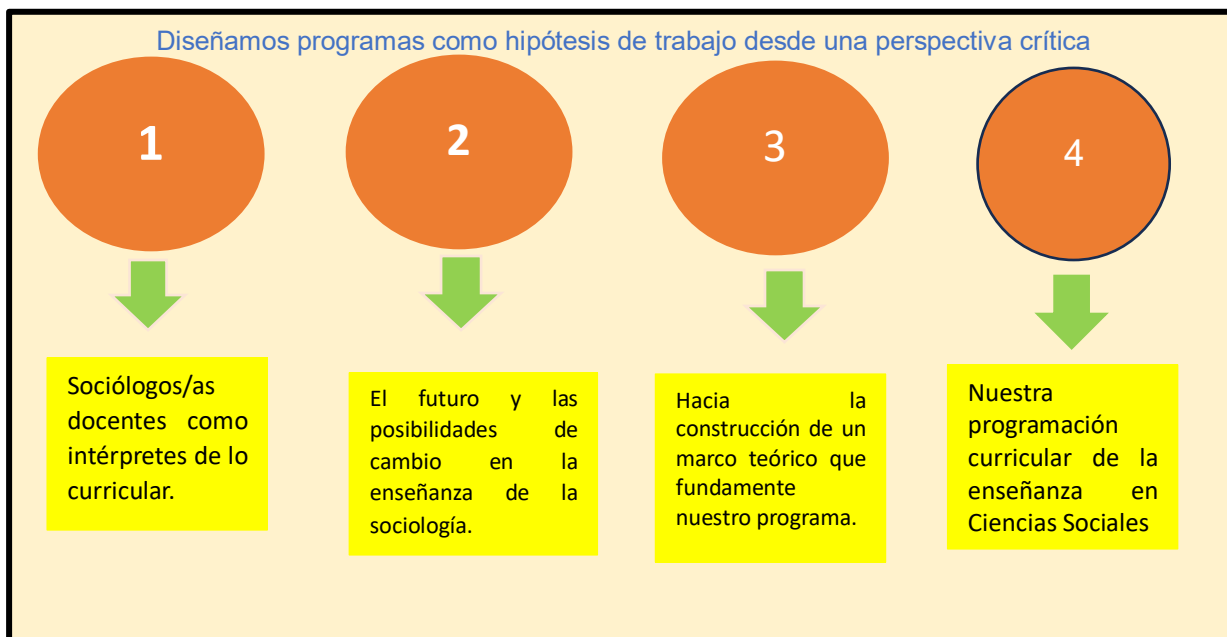 Diseñamos programas como hipótesis de trabajo desde una perspectiva crítica
1
2
3
4
Sociólogos/as
docentes como
intérpretes de lo
curricular.
El futuro y las
posibilidades de
cambio en la
enseñanza de la
sociología.
Hacia la
construcción de un
marco teórico que
fundamente
nuestro programa.
Nuestra
programación
curricular de la
enseñanza en
Ciencias Sociales